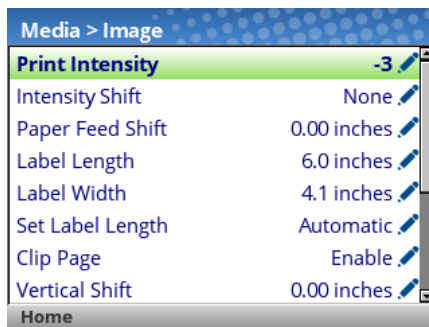 Media > Image
Print Intensity -3
Intensity Shift None
Paper Feed Shift 0.00 inches
Label Length 6.0 inches
Label Width 4.1 inches
Set Label Length Automatic
Clip Page Enable
Vertical Shift 0.00 inches
Home